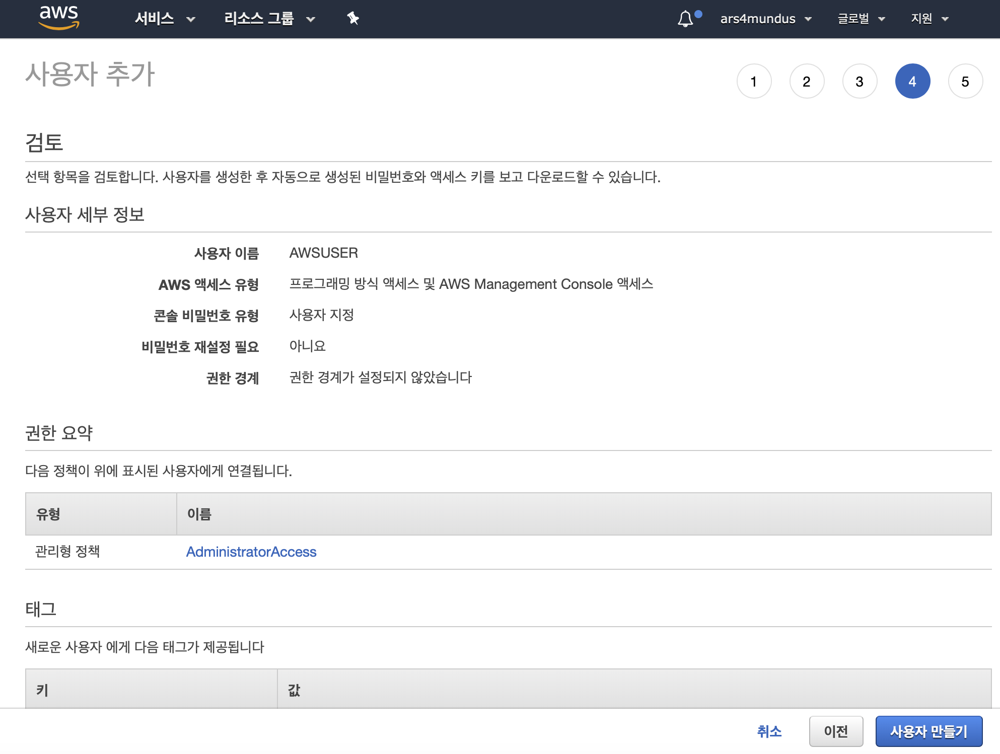 aws 서비스 리소스 그룹 ars4mundus 글로벌 지원
사용자 추가 1 2 3 4 5
검토
선택 항목을 검토합니다. 사용자를 생성한 후 자동으로 생성된 비밀번호와 액세스 키를 보고 다운로드할 수 있습니다.
사용자 세부 정보
사용자 이름 AWSUSER
AWS 액세스 유형 프로그래밍 방식 액세스 및 AWS Management Console 액세스
콘솔 비밀번호 유형 사용자 지정
비밀번호 재설정 필요 아니요
권한 경계 권한 경계가 설정되지 않았습니다
권한 요약
다음 정책이 위에 표시된 사용자에게 연결됩니다.
유형 이름
관리형 정책 AdministratorAccess
태그
새로운 사용자 에게 다음 태그가 제공됩니다
키 값
취소 이전 사용자 만들기